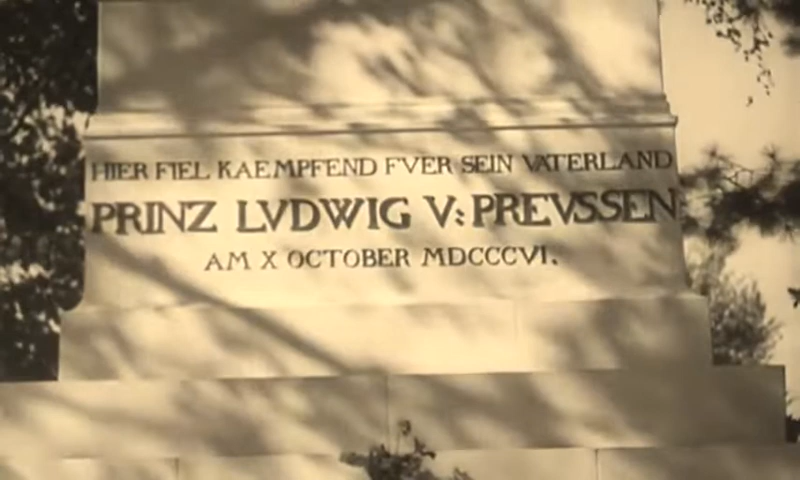 HIER FIEL KAEMPFEND FVER SEIN VATERLAND
PRINZ LVDWIG V: PREVSSEN
AM X OCTOBER MDCCCVI.